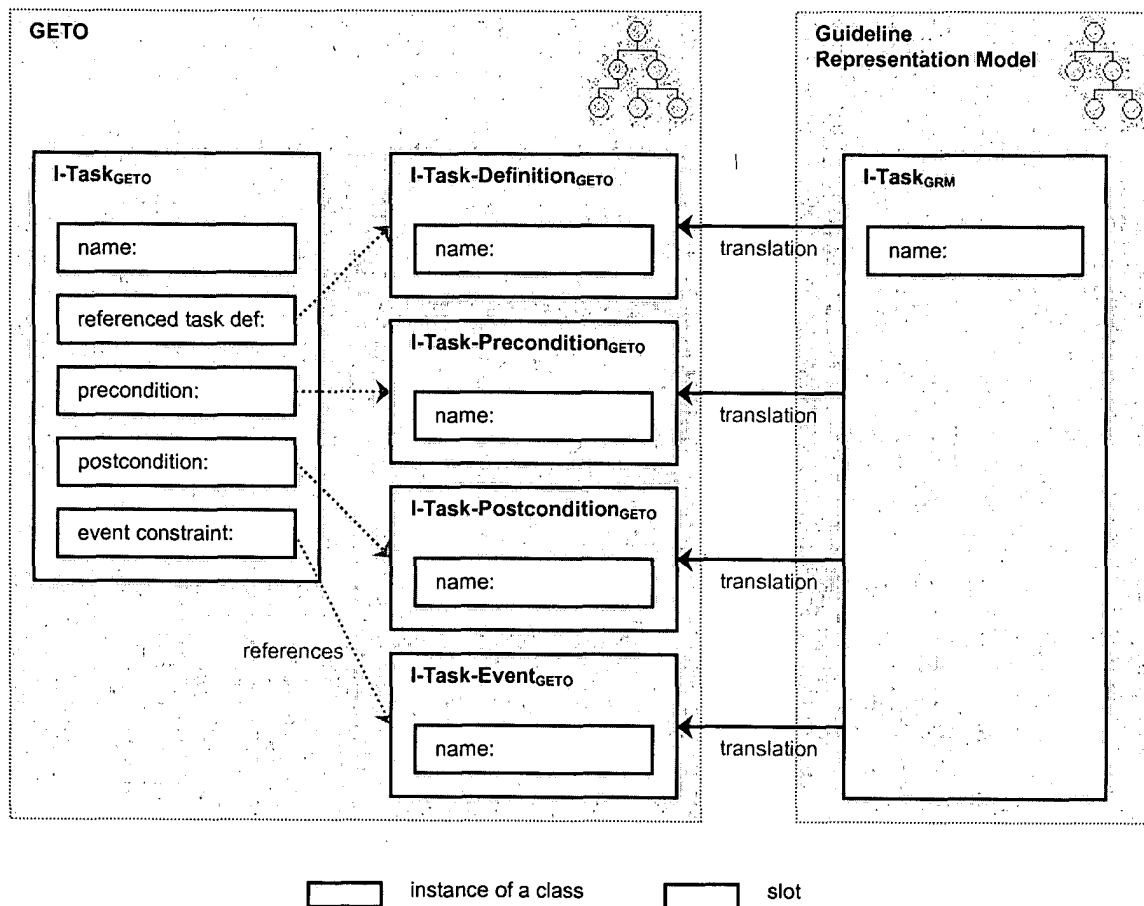 GETO
Guideline
Representation Model
I-TaskGETO
name:
referenced task def:
precondition:
postcondition:
event constraint:
references
I-Task-DefinitionGETO
name:
I-Task-PreconditionGETO
name:
I-Task-PostconditionGETO
name:
I-Task-EventGETO
name:
translation
translation
translation
translation
I-TaskGRM
name:
instance of a class
slot